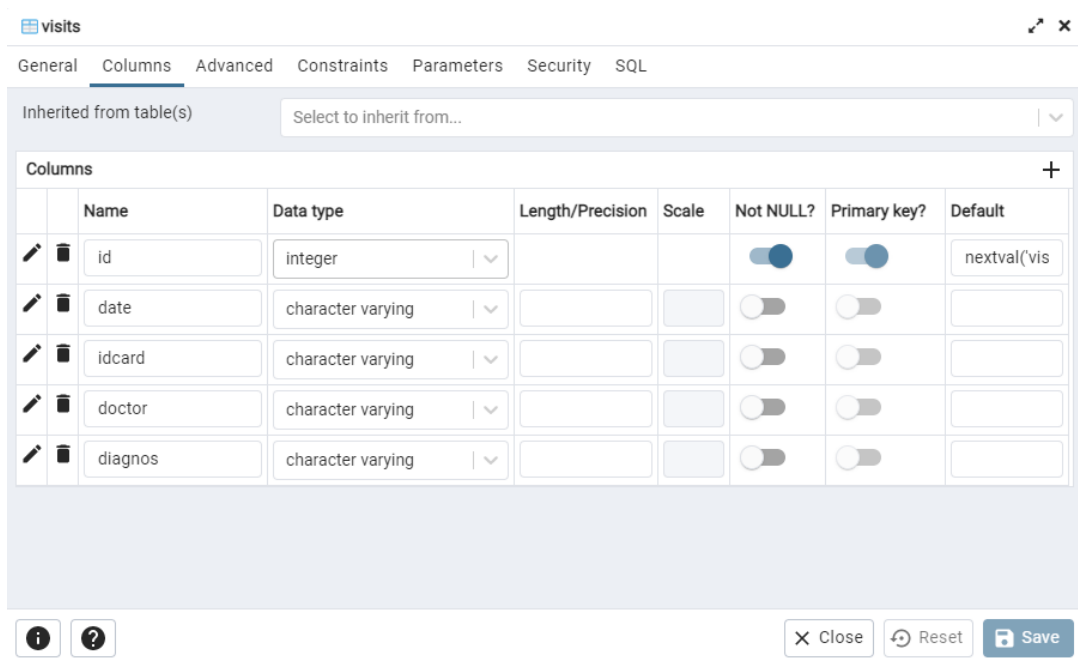 visits
General Columns Advanced Constraints Parameters Security SQL
Inherited from table(s) Select to inherit from...
Columns
Name Data type Length/Precision Scale Not NULL? Primary key? Default
id integer nextval('vis
date character varying
idcard character varying
doctor character varying
diagnos character varying
Close Reset Save